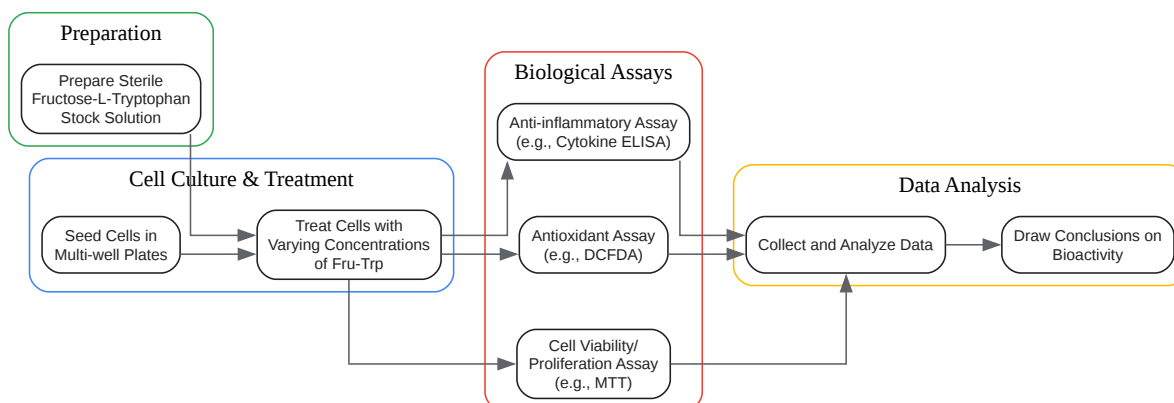 Preparation
Prepare Sterile
Fructose-L-Tryptophan
Stock Solution
Cell Culture & Treatment
Seed Cells in
Multi-well Plates
Treat Cells with
Varying Concentrations
of Fru-Trp
Biological Assays
Anti-inflammatory Assay
(e.g., Cytokine ELISA)
Antioxidant Assay
(e.g., DCFDA)
Cell Viability/
Proliferation Assay
(e.g., MTT)
Data Analysis
Collect and Analyze Data
Draw Conclusions on
Bioactivity